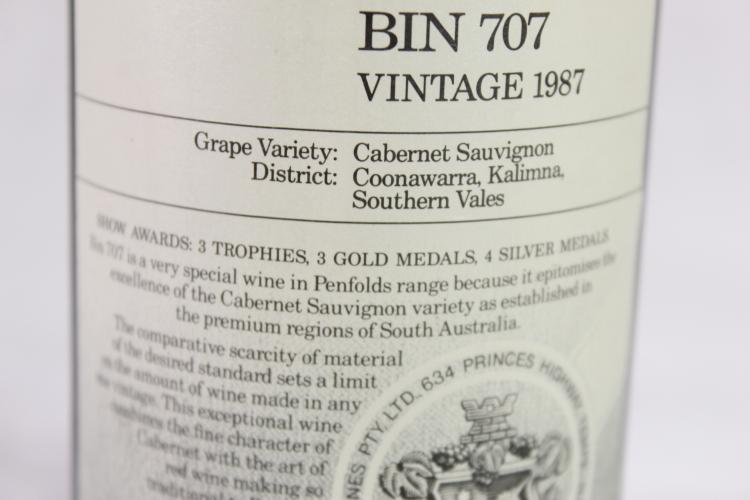 BIN 707
VINTAGE 1987
Grape Variety: Cabernet Sauvignon
District: Coonawarra, Kalimna,
Southern Vales
SHOW AWARDS: 3 TROPHIES, 3 GOLD MEDALS, 4 SILVER MEDALS
Bin 707 is a very special wine in Penfolds range because it epitomises the
excellence of the Cabernet Sauvignon variety as established in
the premium regions of South Australia.
The comparative scarcity of material
of the desired standard sets a limit
on the amount of wine made in any
vintage. This exceptional wine
combines the fine character of
Cabernet with the art of
red wine making so
NES PTY. LTD. 634 PRINCES HIGHWAY